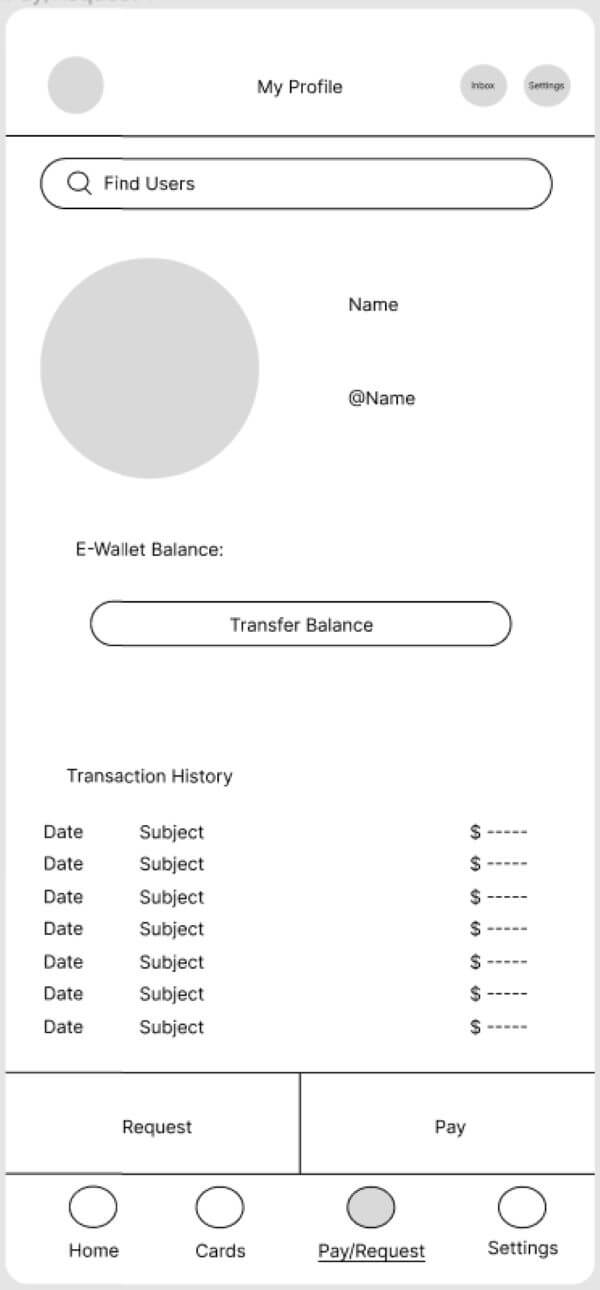 My Profile
Inbox
Settings
Find Users
Name
@Name
E-Wallet Balance:
Transfer Balance
Transaction History
Date Subject $ -----
Date Subject $ -----
Date Subject $ -----
Date Subject $ -----
Date Subject $ -----
Date Subject $ -----
Date Subject $ -----
Request Pay
Home Cards Pay/Request Settings